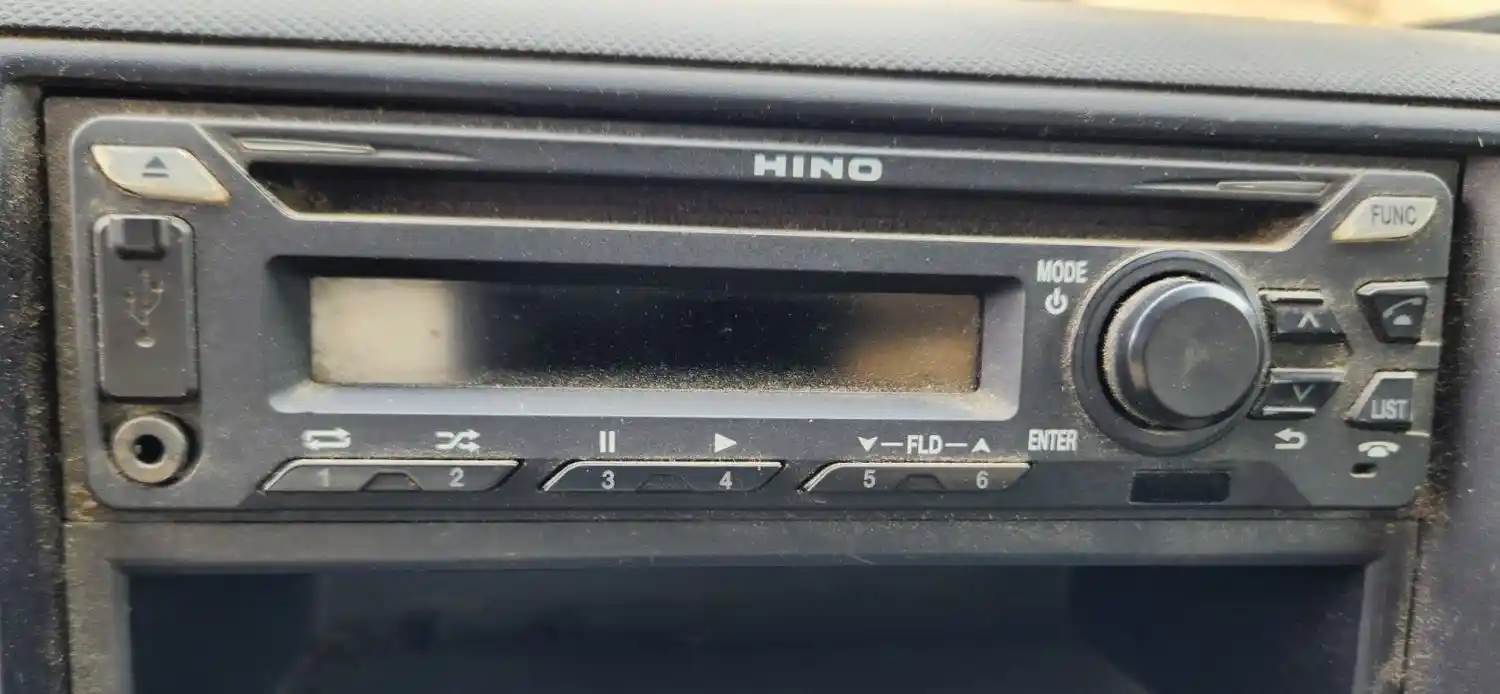 HINO
FUNC
MODE
FLD
ENTER
LIST
1 2 3 4 5 6